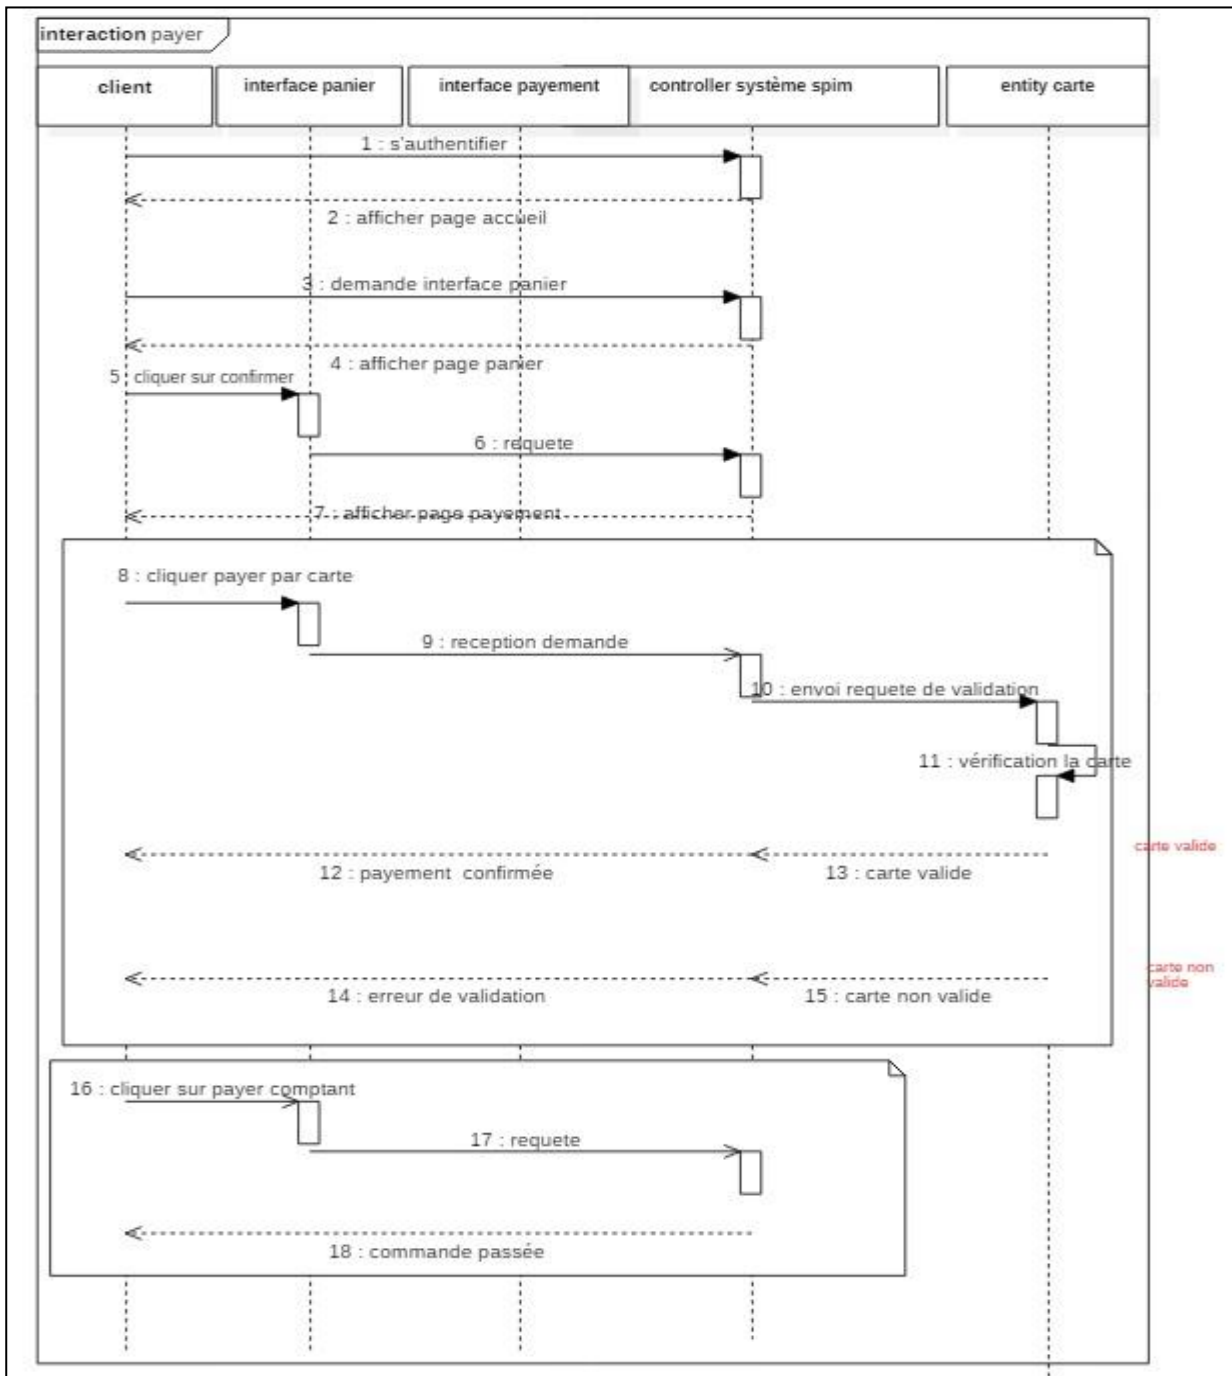 interaction payer
client
interface panier
interface payement
controller système spim
entity carte
1 : s'authentifier
2 : afficher page accueil
3 : demande interface panier
4 : afficher page panier
5 : cliquer sur confirmer
6 : requete
7 : afficher page payement
8 : cliquer payer par carte
9 : reception demande
10 : envoi requete de validation
11 : vérification la carte
carte valide
12 : payement confirmée
13 : carte valide
carte non
valide
14 : erreur de validation
15 : carte non valide
16 : cliquer sur payer comptant
17 : requete
18 : commande passée